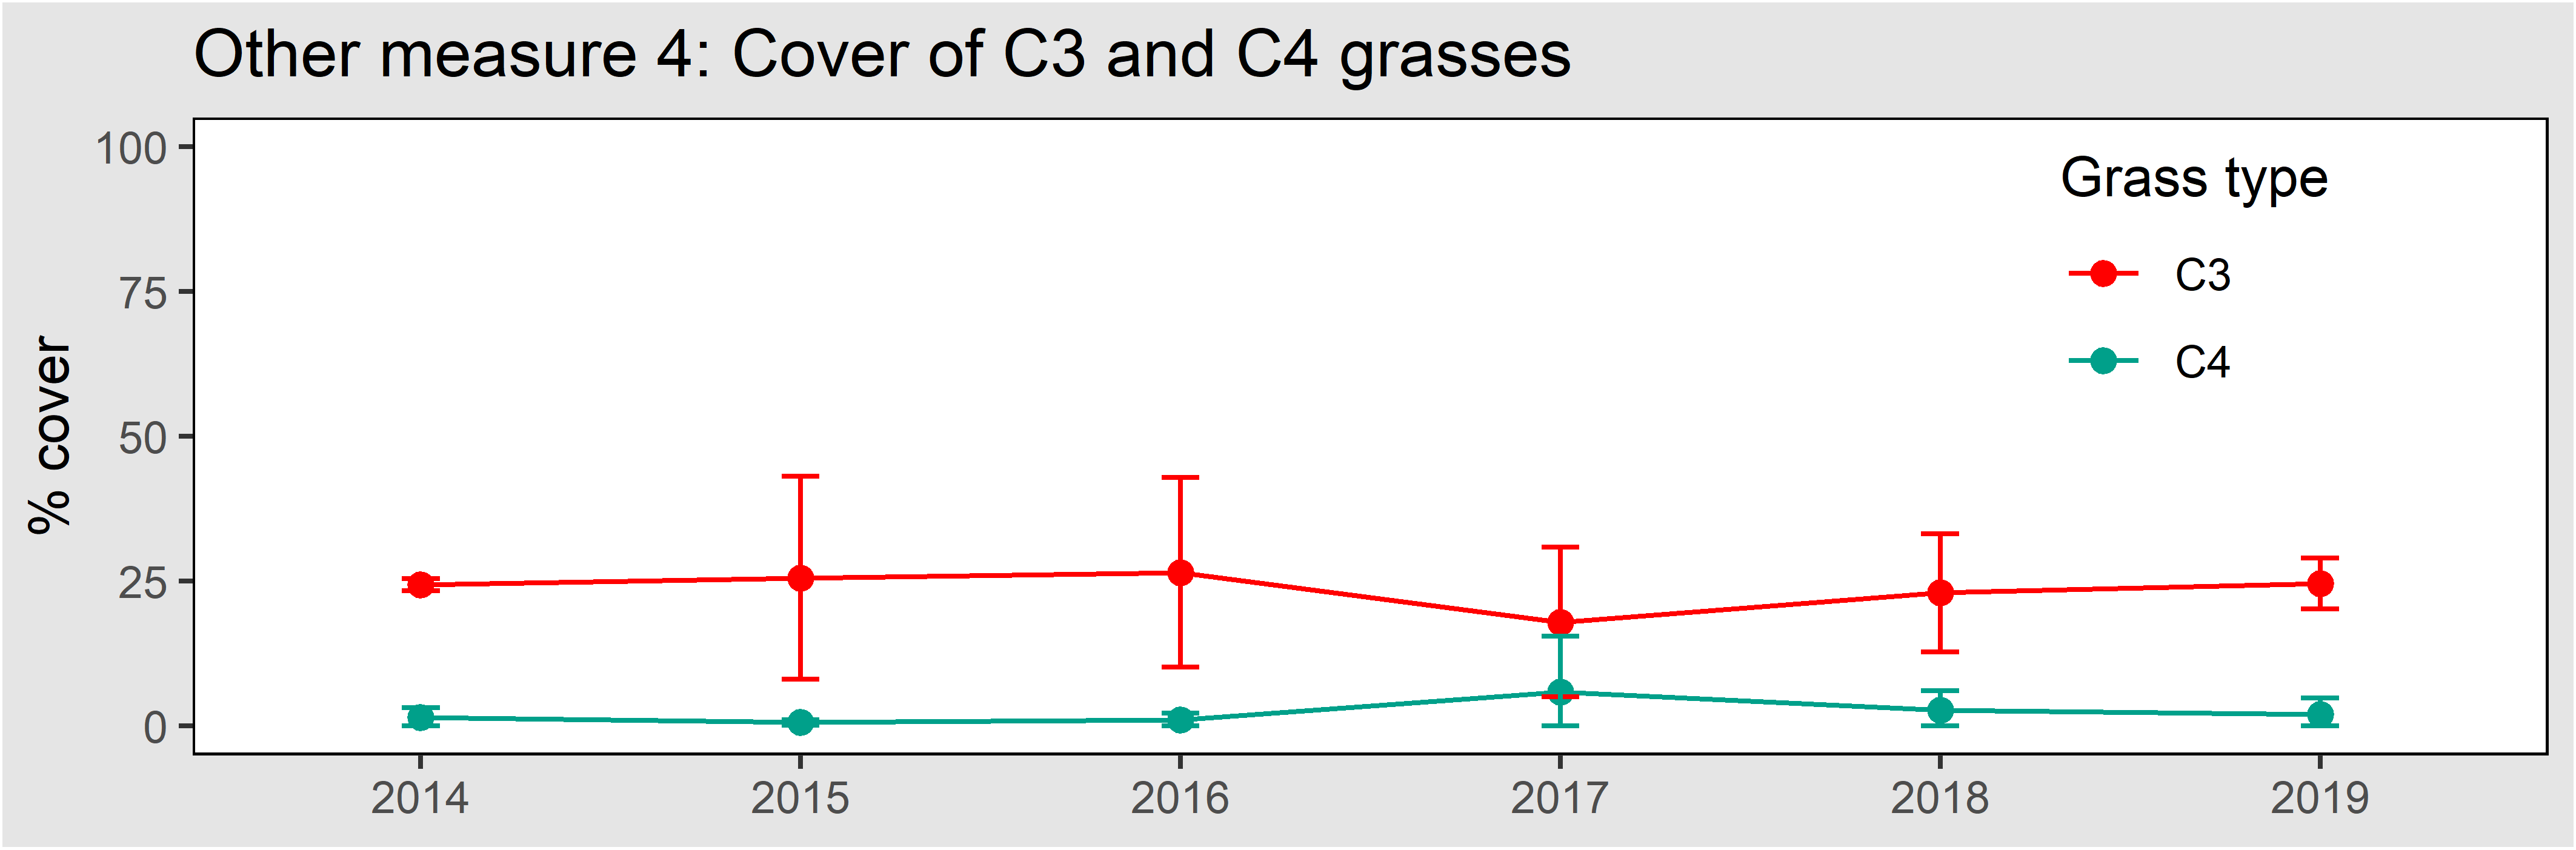 Other measure 4: Cover of C3 and C4 grasses
% cover
100
75
50
25
0
Grass type
C3
C4
2014 2015 2016 2017 2018 2019